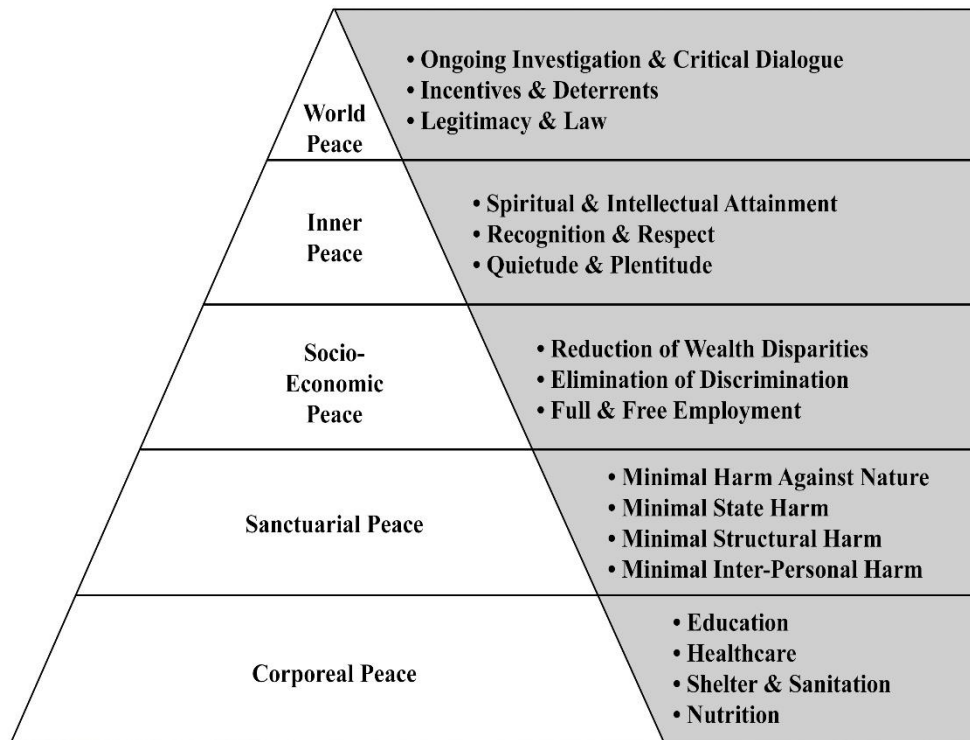 World
Peace
• Ongoing Investigation & Critical Dialogue
• Incentives & Deterrents
• Legitimacy & Law
Inner
Peace
• Spiritual & Intellectual Attainment
• Recognition & Respect
• Quietude & Plentitude
Socio-
Economic
Peace
• Reduction of Wealth Disparities
• Elimination of Discrimination
• Full & Free Employment
Sanctuarial Peace
• Minimal Harm Against Nature
• Minimal State Harm
• Minimal Structural Harm
• Minimal Inter-Personal Harm
Corporeal Peace
• Education
• Healthcare
• Shelter & Sanitation
• Nutrition